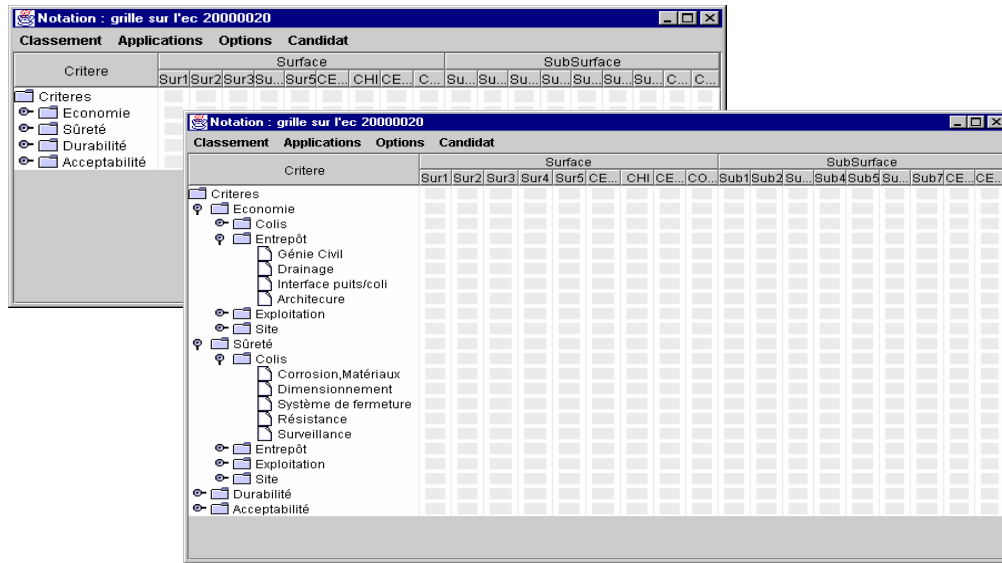 Notation : grille sur l'ec 20000020
Classement Applications Options Candidat
Critere Surface SubSurface
Sur1 Sur2 Sur3 Su... Sur5 CE... CHI CE... C... Su... Su... Su... Su... Su... Su... Su... C... C...
Criteres
Economie
Sûreté
Durabilité
Acceptabilité
Notation : grille sur l'ec 20000020
Classement Applications Options Candidat
Critere Surface SubSurface
Sur1 Sur2 Sur3 Sur4 Sur5 CE... CHI CE... CO... Sub1 Sub2 Su... Sub4 Sub5 Su... Sub7 CE... CE...
Criteres
Economie
Colis
Entrepôt
Génie Civil
Drainage
Interface puits/coli
Architecure
Exploitation
Site
Sûreté
Colis
Corrosion,Matériaux
Dimensionnement
Système de fermeture
Résistance
Surveillance
Entrepôt
Exploitation
Site
Durabilité
Acceptabilité